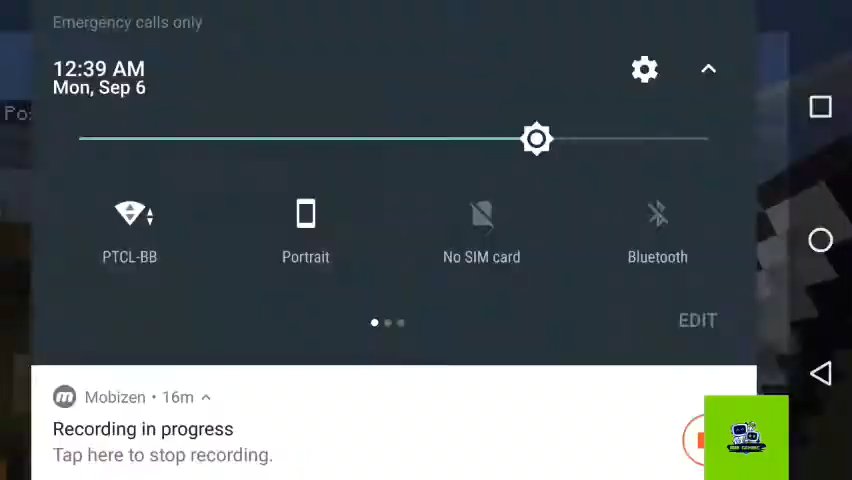 Emergency calls only
12:39 AM
Mon, Sep 6
PTCL-BB
Portrait
No SIM card
Bluetooth
EDIT
Mobizen • 16m
Recording in progress
Tap here to stop recording.